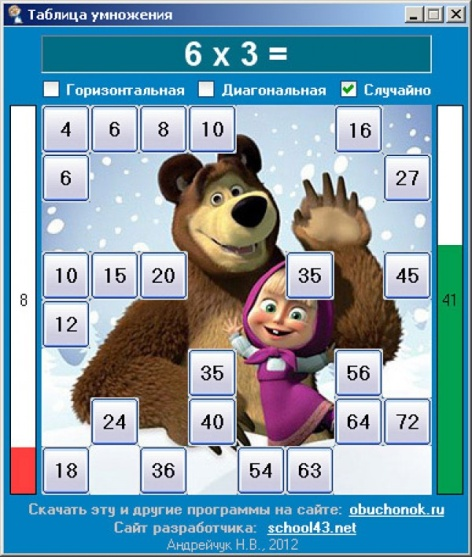 Таблица умножения
6 x 3 =
Горизонтальная Диагональная Случайно
4 6 8 10 16
6 27
10 15 20 35 45
8 41
12
35 56
24 40 64 72
18 36 54 63
Скачать эту и другие программы на сайте: obuchonok.ru
Сайт разработчика: school43.net
Андрейчук Н.В., 2012